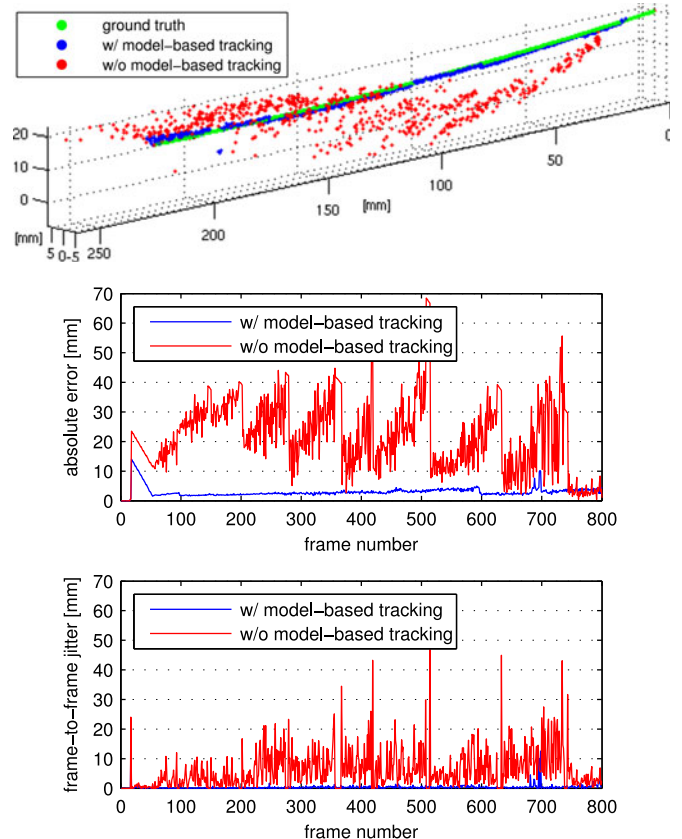 ground truth
w/ model-based tracking
w/o model-based tracking
20
10
0
[mm]
5
0
-5
250
200
150
[mm]
100
50
0
70
60
50
40
30
20
10
0
absolute error [mm]
w/ model-based tracking
w/o model-based tracking
0 100 200 300 400 500 600 700 800
frame number
70
60
50
40
30
20
10
0
frame-to-frame jitter [mm]
w/ model-based tracking
w/o model-based tracking
0 100 200 300 400 500 600 700 800
frame number